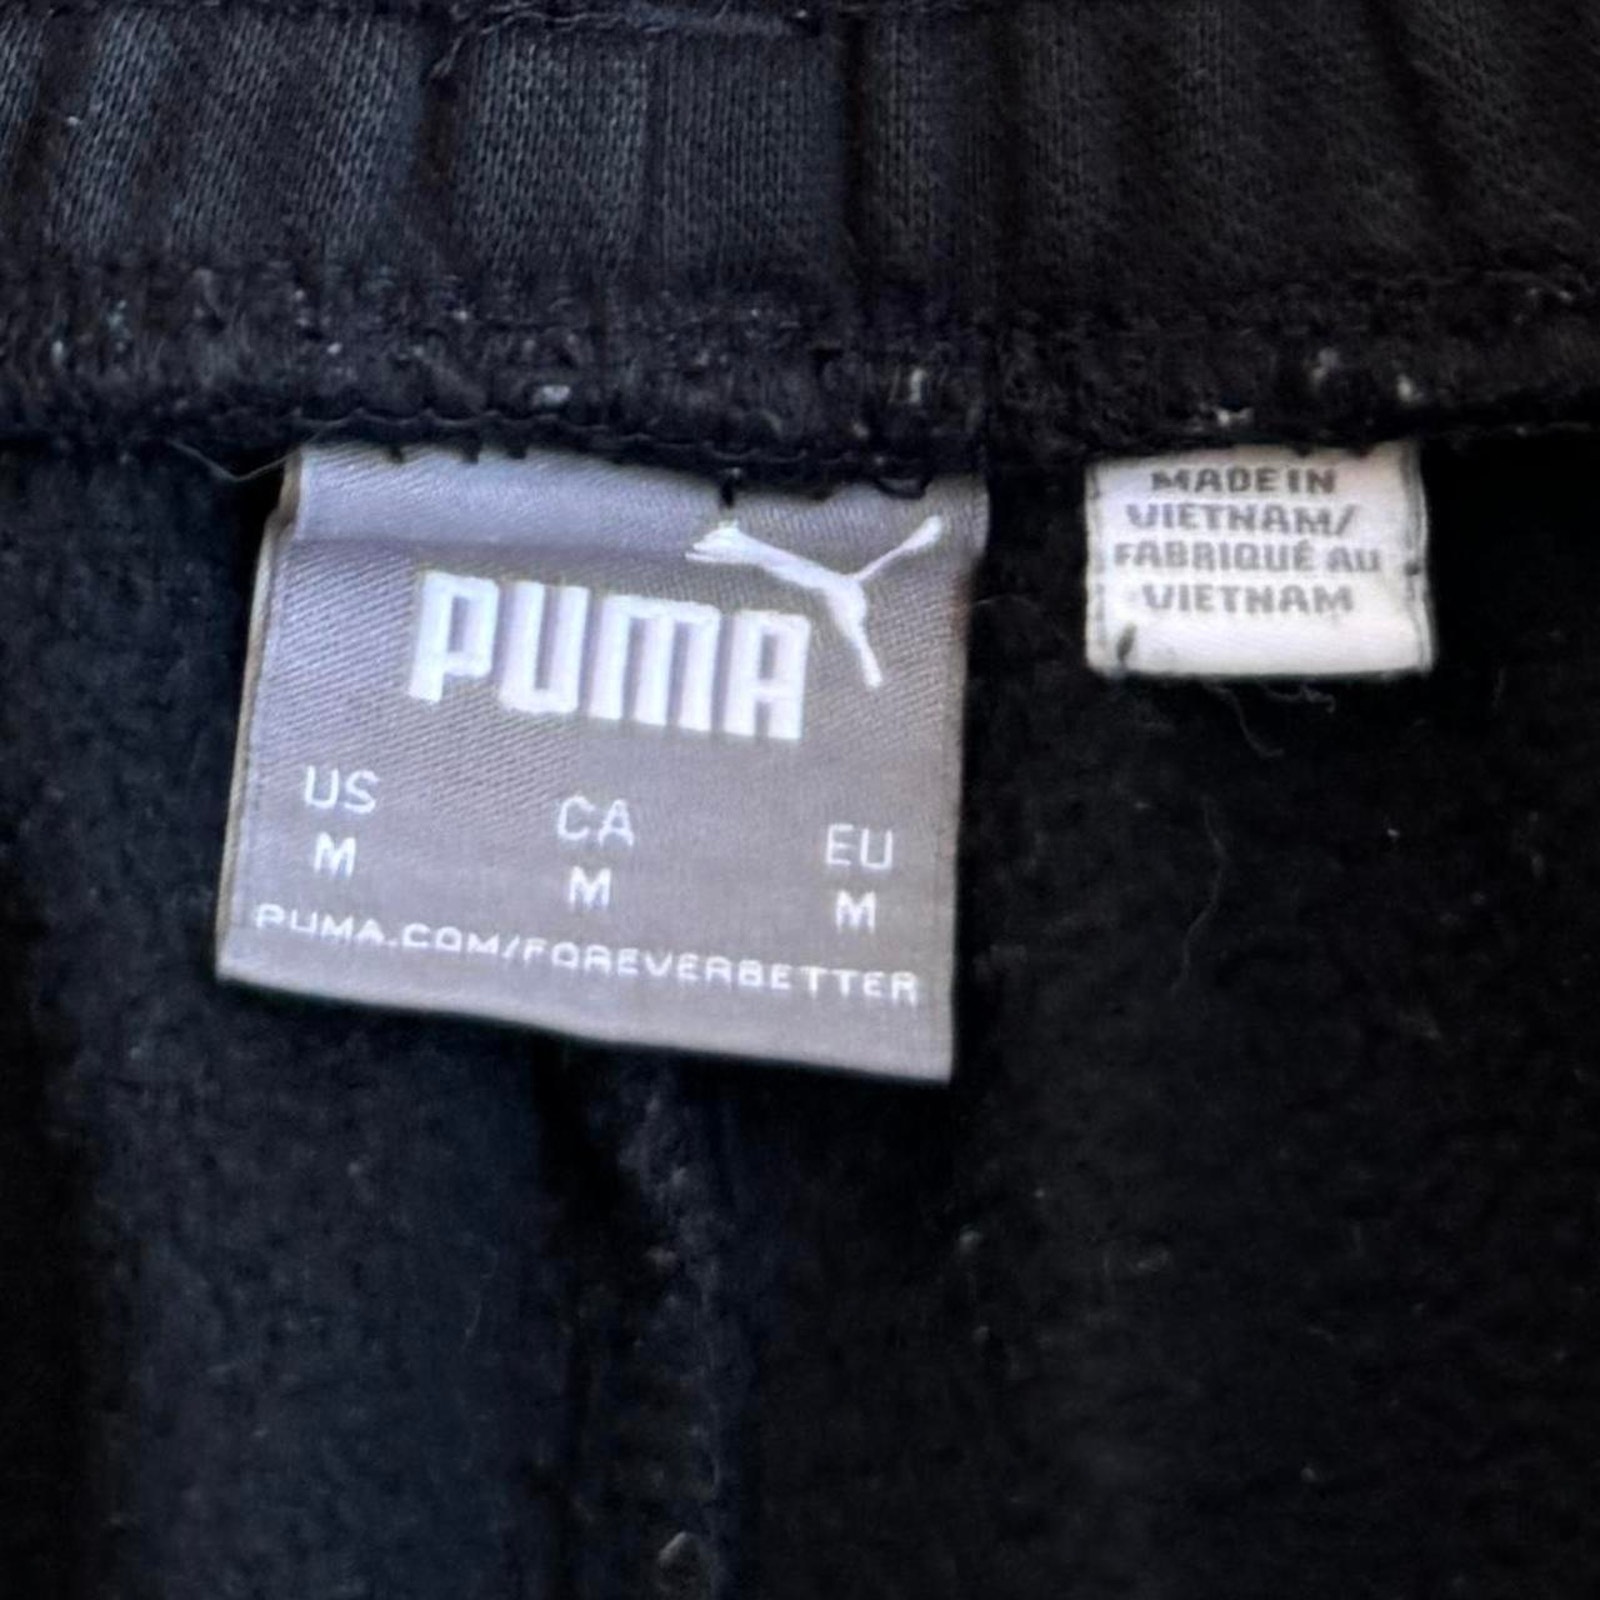 PUMA
US CA EU
M M M
PUMA.COM/FOREVERBETTER
MADE IN
VIETNAM/
FABRIQUÉ AU
VIETNAM